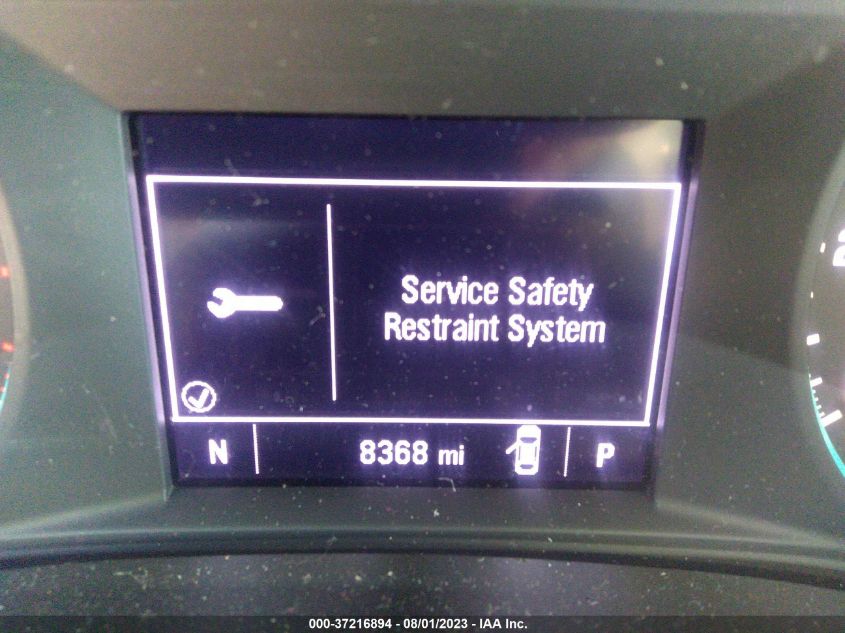 Service Safety
Restraint System
N 8368 mi P
000-37216894 - 08/01/2023 - IAA Inc.